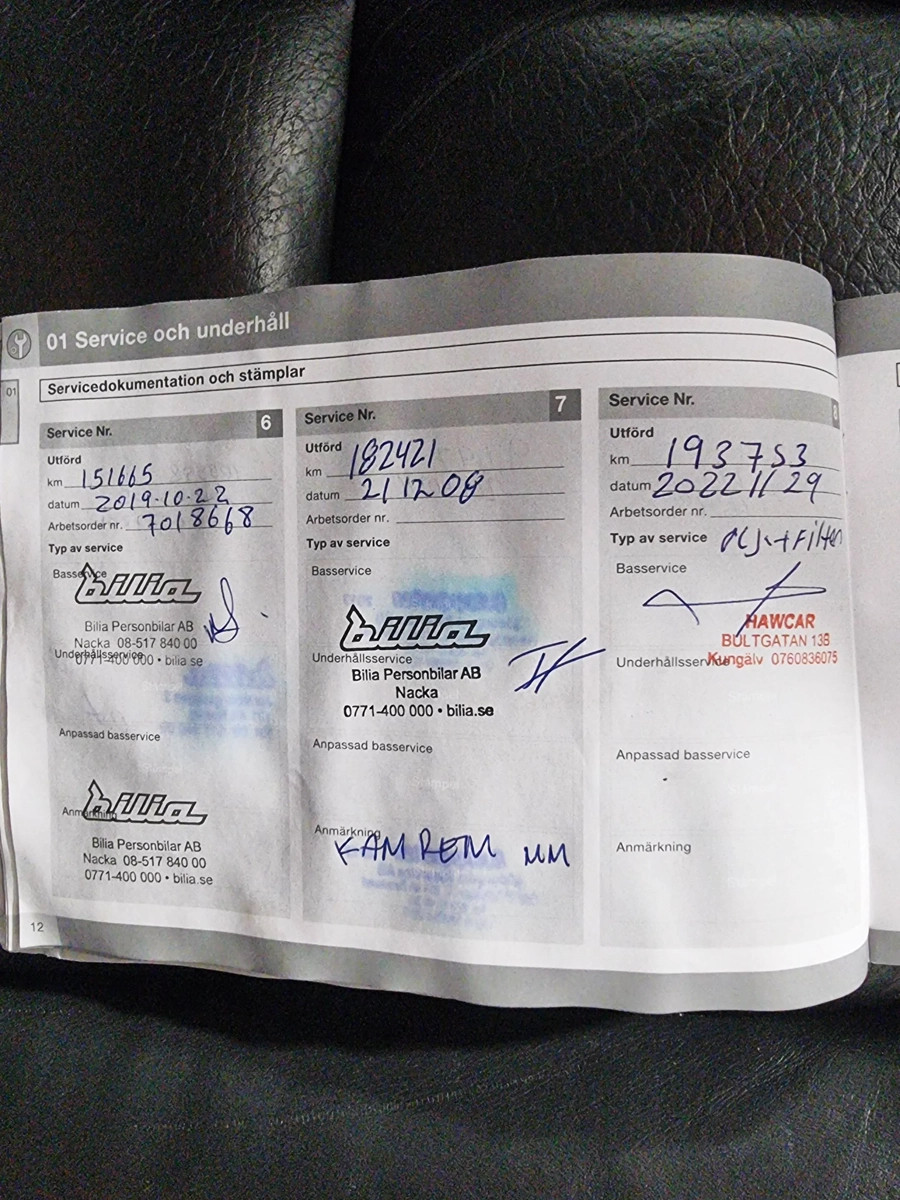 01 Service och underhåll
01
Servicedokumentation och stämplar
Service Nr. 6
Utförd
km 151665
datum 2019-10-22
Arbetsorder nr. 7018668
Typ av service
Basservice
bilia
Bilia Personbilar AB
Nacka 08-517 840 00
Underhållsservice
0771-400 000 • bilia.se
Anpassad basservice
Anmärkning
bilia
Bilia Personbilar AB
Nacka 08-517 840 00
0771-400 000 • bilia.se
12
Service Nr. 7
Utförd
km 182421
datum 211208
Arbetsorder nr.
Typ av service
Basservice
bilia
Underhållsservice
Bilia Personbilar AB
Nacka
0771-400 000 • bilia.se
Anpassad basservice
Anmärkning
KAMREM MM
Service Nr. 8
Utförd
km 193753
datum 20221129
Arbetsorder nr.
Typ av service Olja+Filter
Basservice
HAWCAR
BULTGATAN 13B
Underhållsservice
Kungälv 0760836075
Anpassad basservice
Anmärkning